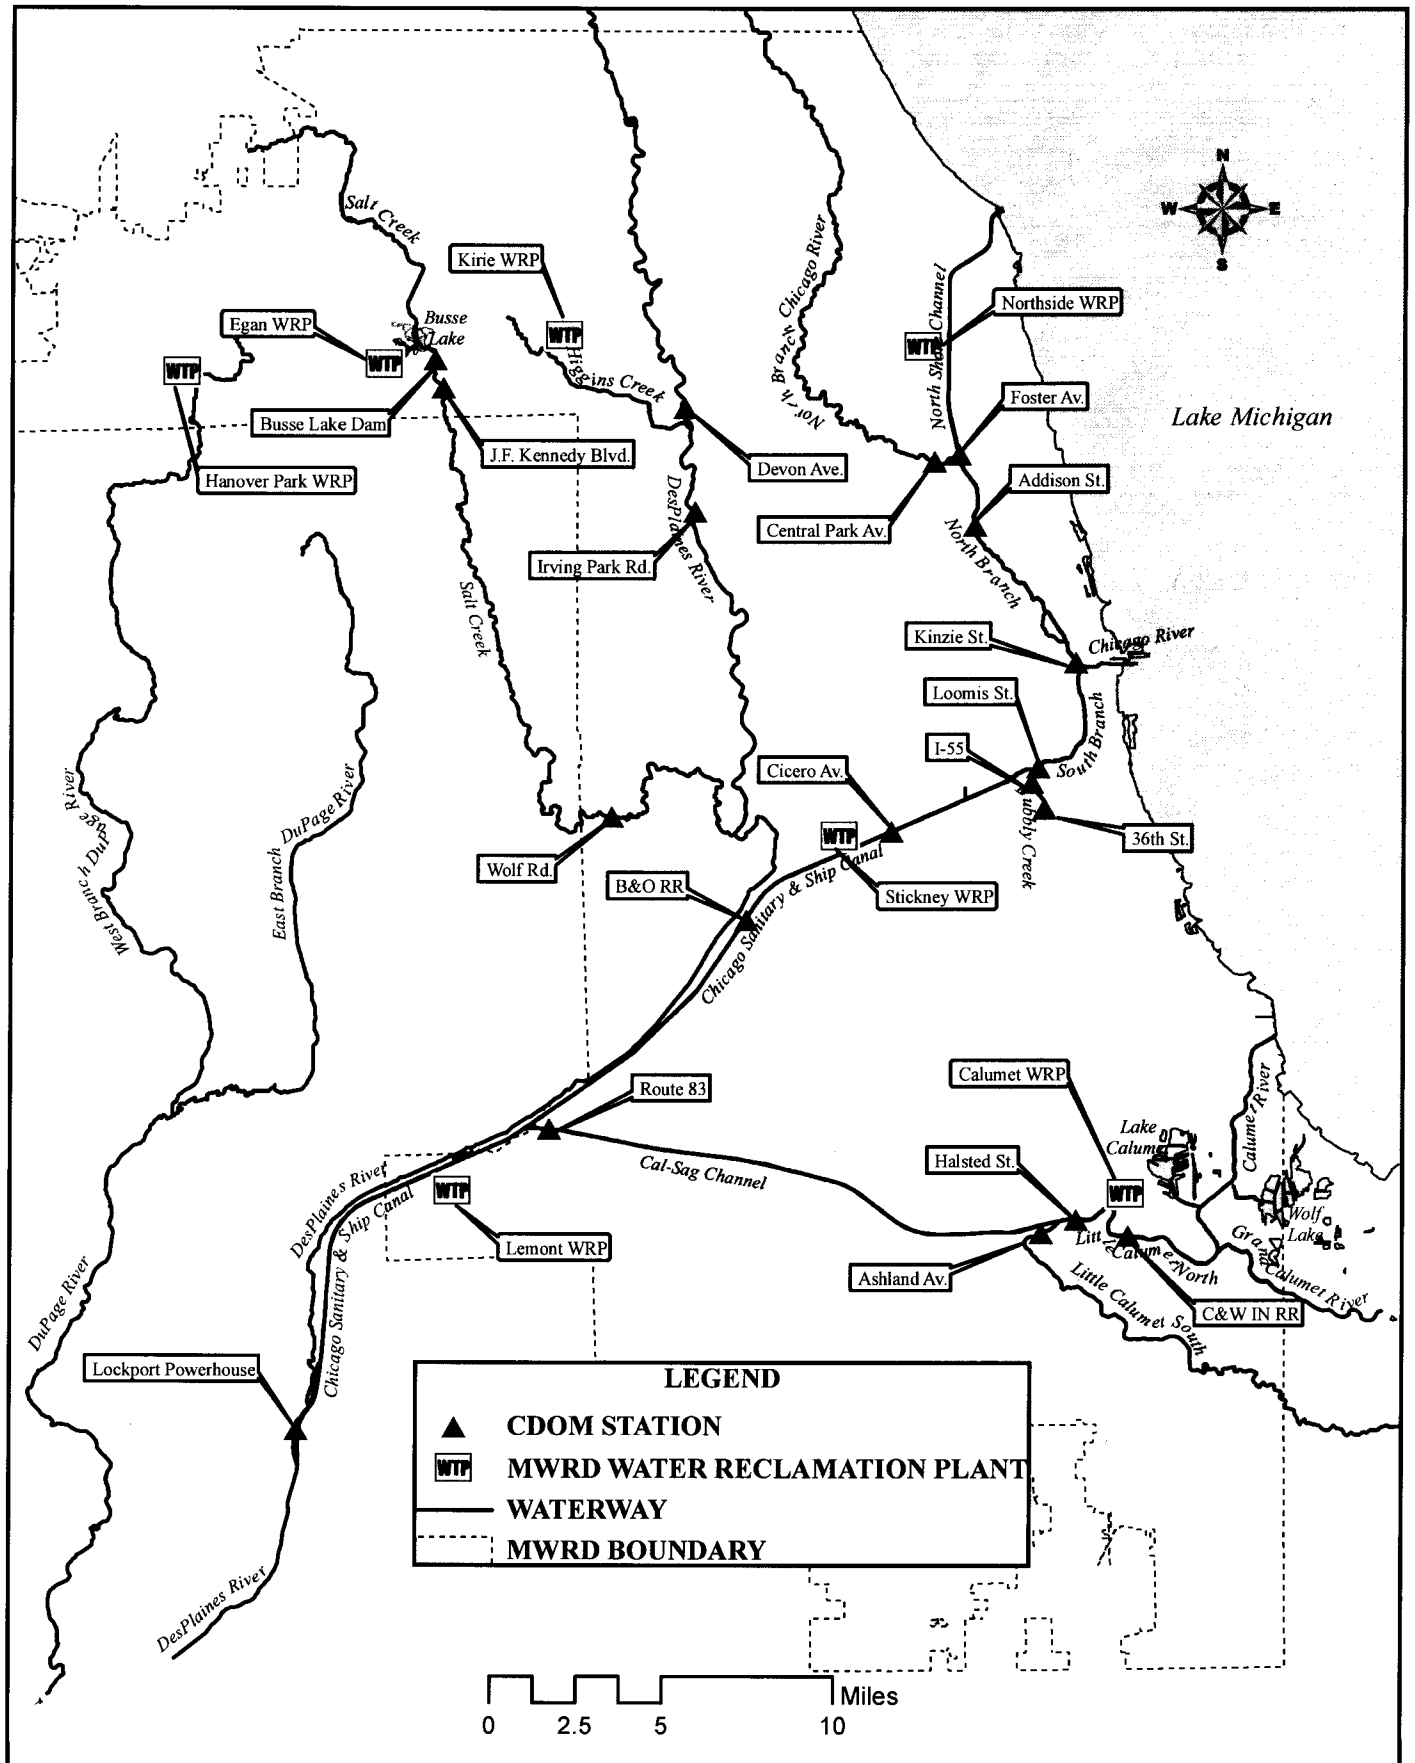 N
W
E
S
Salt Creek
Kirie WRP
North Branch Chicago River
North Shore Channel
Northside WRP
WTP
Egan WRP
Busse
Lake
WTP
WTP
WTP
Higgins Creek
Foster Av.
Lake Michigan
Busse Lake Dam
J.F. Kennedy Blvd.
Devon Ave.
Hanover Park WRP
Addison St.
Central Park Av.
DesPlaines River
Irving Park Rd.
North Branch
Salt Creek
Kinzie St.
Chicago River
Loomis St.
South Branch
I-55
Cicero Av.
West Branch DuPage River
East Branch DuPage River
WTP
ubbly Creek
36th St.
Wolf Rd.
B&O RR
Stickney WRP
Chicago Sanitary & Ship Canal
Calumet River
Calumet WRP
Route 83
Lake
Calumet
Halsted St.
Cal-Sag Channel
WTP
WTP
DesPlaines River
Chicago Sanitary & Ship Canal
Wolf
Lake
Lemont WRP
Little Calumet North
Grand Calumet River
Ashland Av.
Little Calumet South
C&W IN RR
DuPage River
Lockport Powerhouse
LEGEND
CDOM STATION
WTP MWRD WATER RECLAMATION PLANT
WATERWAY
MWRD BOUNDARY
DesPlaines River
Miles
0 2.5 5 10